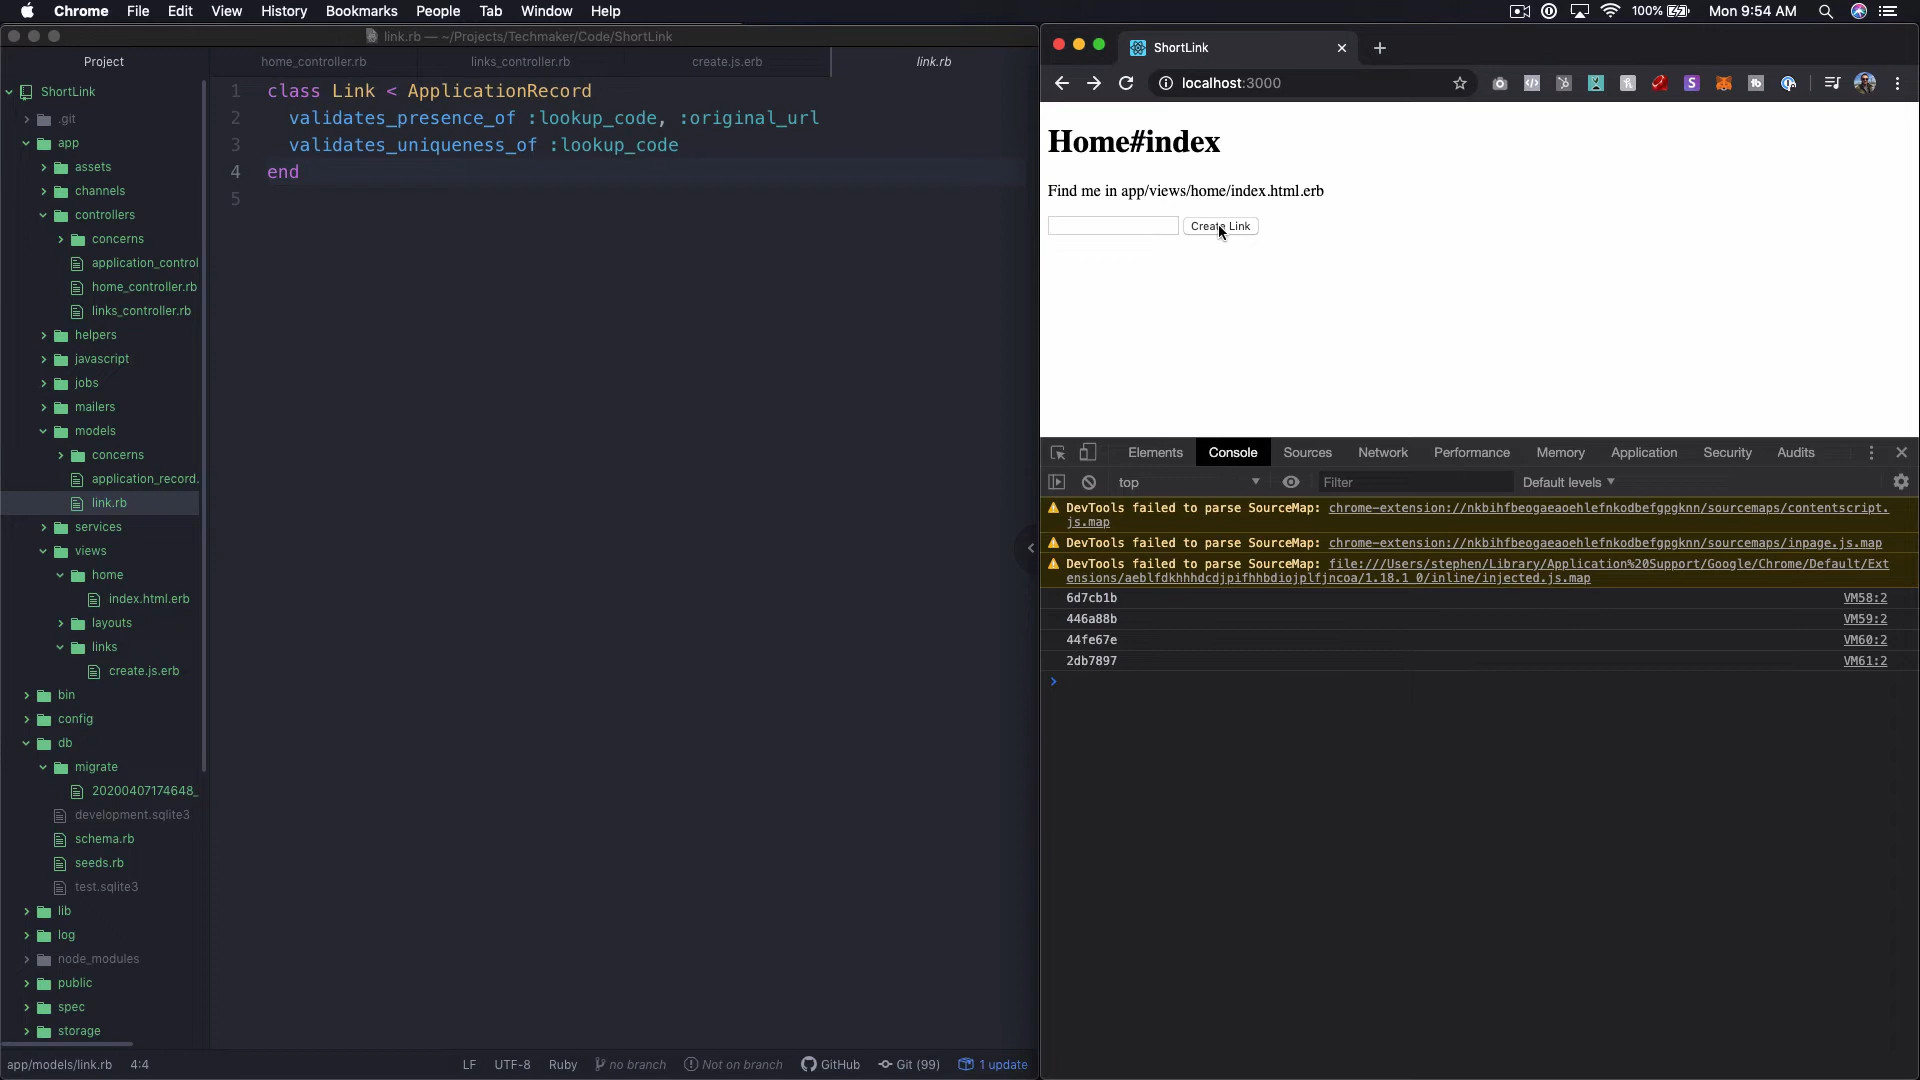 Chrome File Edit View History Bookmarks People Tab Window Help
100% Mon 9:54 AM
link.rb — ~/Projects/Techmaker/Code/ShortLink
Project
home_controller.rb
links_controller.rb
create.js.erb
link.rb
ShortLink
.git
app
assets
channels
controllers
concerns
application_control
home_controller.rb
links_controller.rb
helpers
javascript
jobs
mailers
models
concerns
application_record.
link.rb
services
views
home
index.html.erb
layouts
links
create.js.erb
bin
config
db
migrate
20200407174648_
development.sqlite3
schema.rb
seeds.rb
test.sqlite3
lib
log
node_modules
public
spec
storage
1 class Link < ApplicationRecord
2 validates_presence_of :lookup_code, :original_url
3 validates_uniqueness_of :lookup_code
4 end
5
app/models/link.rb 4:4
LF UTF-8 Ruby no branch Not on branch GitHub Git (99) 1 update
ShortLink
localhost:3000
Home#index
Find me in app/views/home/index.html.erb
Create Link
Elements Console Sources Network Performance Memory Application Security Audits
top Filter Default levels
DevTools failed to parse SourceMap: chrome-extension://nkbihfbeogaeaoehlefnkodbefgpgknn/sourcemaps/contentscript.
js.map
DevTools failed to parse SourceMap: chrome-extension://nkbihfbeogaeaoehlefnkodbefgpgknn/sourcemaps/inpage.js.map
DevTools failed to parse SourceMap: file:///Users/stephen/Library/Application%20Support/Google/Chrome/Default/Ext
ensions/aeblfdkhhhdcdjpifhhbdiojplfjncoa/1.18.1_0/inline/injected.js.map
6d7cb1b VM58:2
446a88b VM59:2
44fe67e VM60:2
2db7897 VM61:2